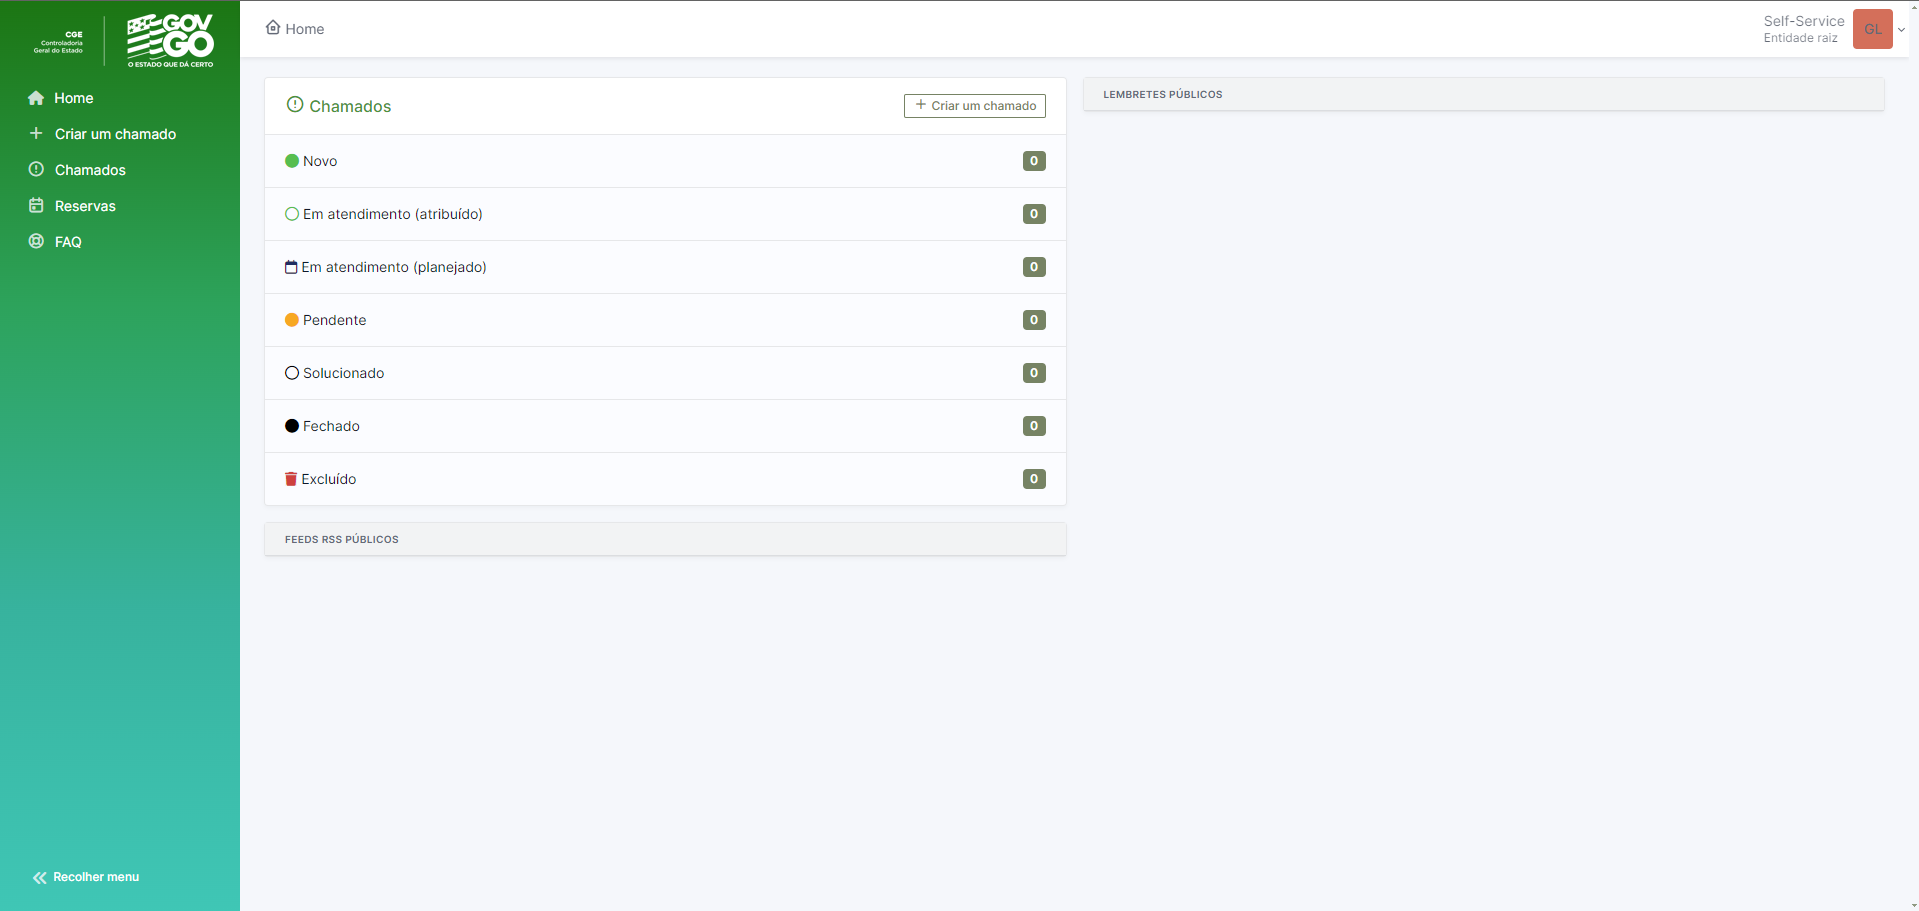 CGE
Controladoria
Geral do Estado
GOV
GO
O ESTADO QUE DÁ CERTO
Home
Criar um chamado
Chamados
Reservas
FAQ
Recolher menu
Home
Self-Service
Entidade raiz
GL
Chamados
Criar um chamado
Novo 0
Em atendimento (atribuído) 0
Em atendimento (planejado) 0
Pendente 0
Solucionado 0
Fechado 0
Excluído 0
FEEDS RSS PÚBLICOS
LEMBRETES PÚBLICOS